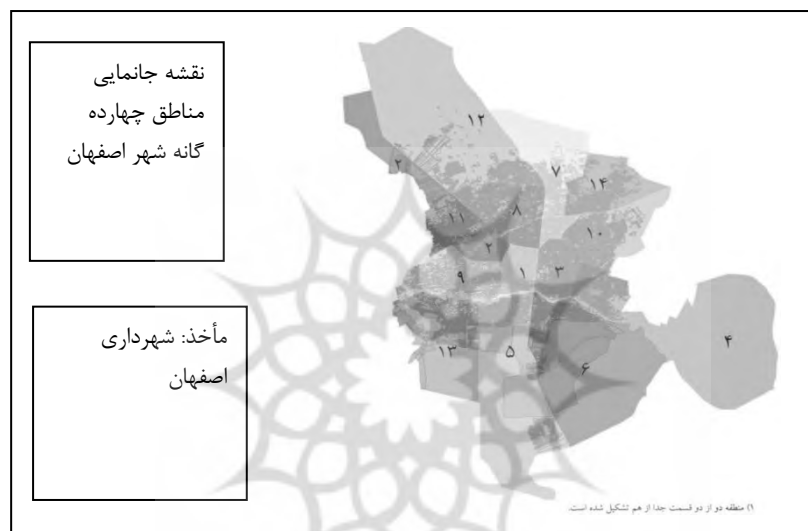 نقشه جانمایی
مناطق چهارده
گانه شهر اصفهان
مأخذ: شهرداری
اصفهان
۱۲
۷
۱۴
۲
۱۱
۸
۱۰
۲
۹
۱
۳
۴
۱۳
۵
۶
۱) منطقه دو از دو قسمت جدا از هم تشکیل شده است.